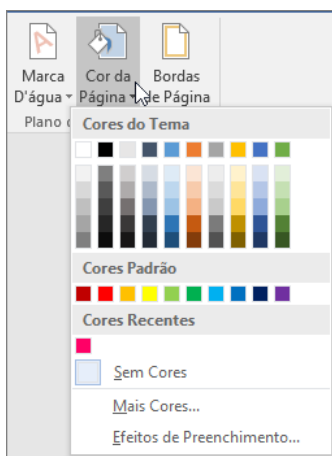 Marca Cor da Bordas
D'água Página de Página
Plano
Cores do Tema
Cores Padrão
Cores Recentes
Sem Cores
Mais Cores...
Efeitos de Preenchimento...